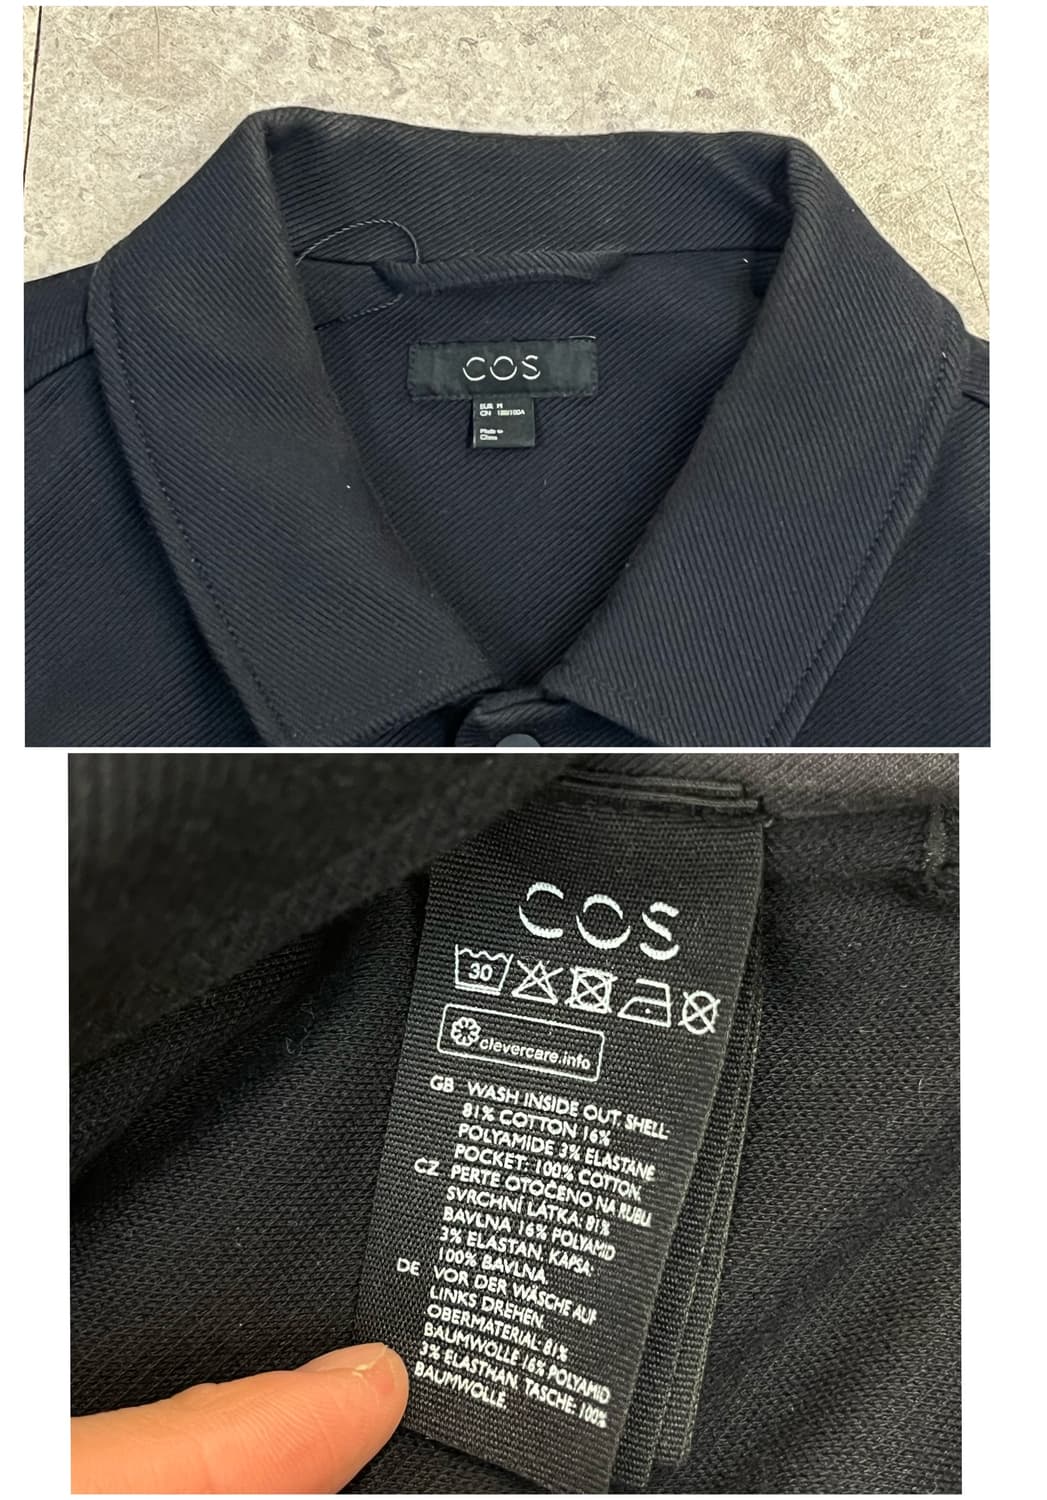 COS
EUR M
CN 180/100A
Made in
China
COS
30
clevercare.info
GB WASH INSIDE OUT. SHELL:
81% COTTON 16%
POLYAMIDE 3% ELASTANE
POCKET: 100% COTTON.
CZ PERTE OTOČENO NA RUBU
SVRCHNÍ LÁTKA: 81%
BAVLNA 16% POLYAMID
3% ELASTAN. KAPSA:
100% BAVLNA.
DE VOR DER WÄSCHE AUF
LINKS DREHEN.
OBERMATERIAL: 81%
BAUMWOLLE 16% POLYAMID
3% ELASTHAN. TASCHE: 100%
BAUMWOLLE.